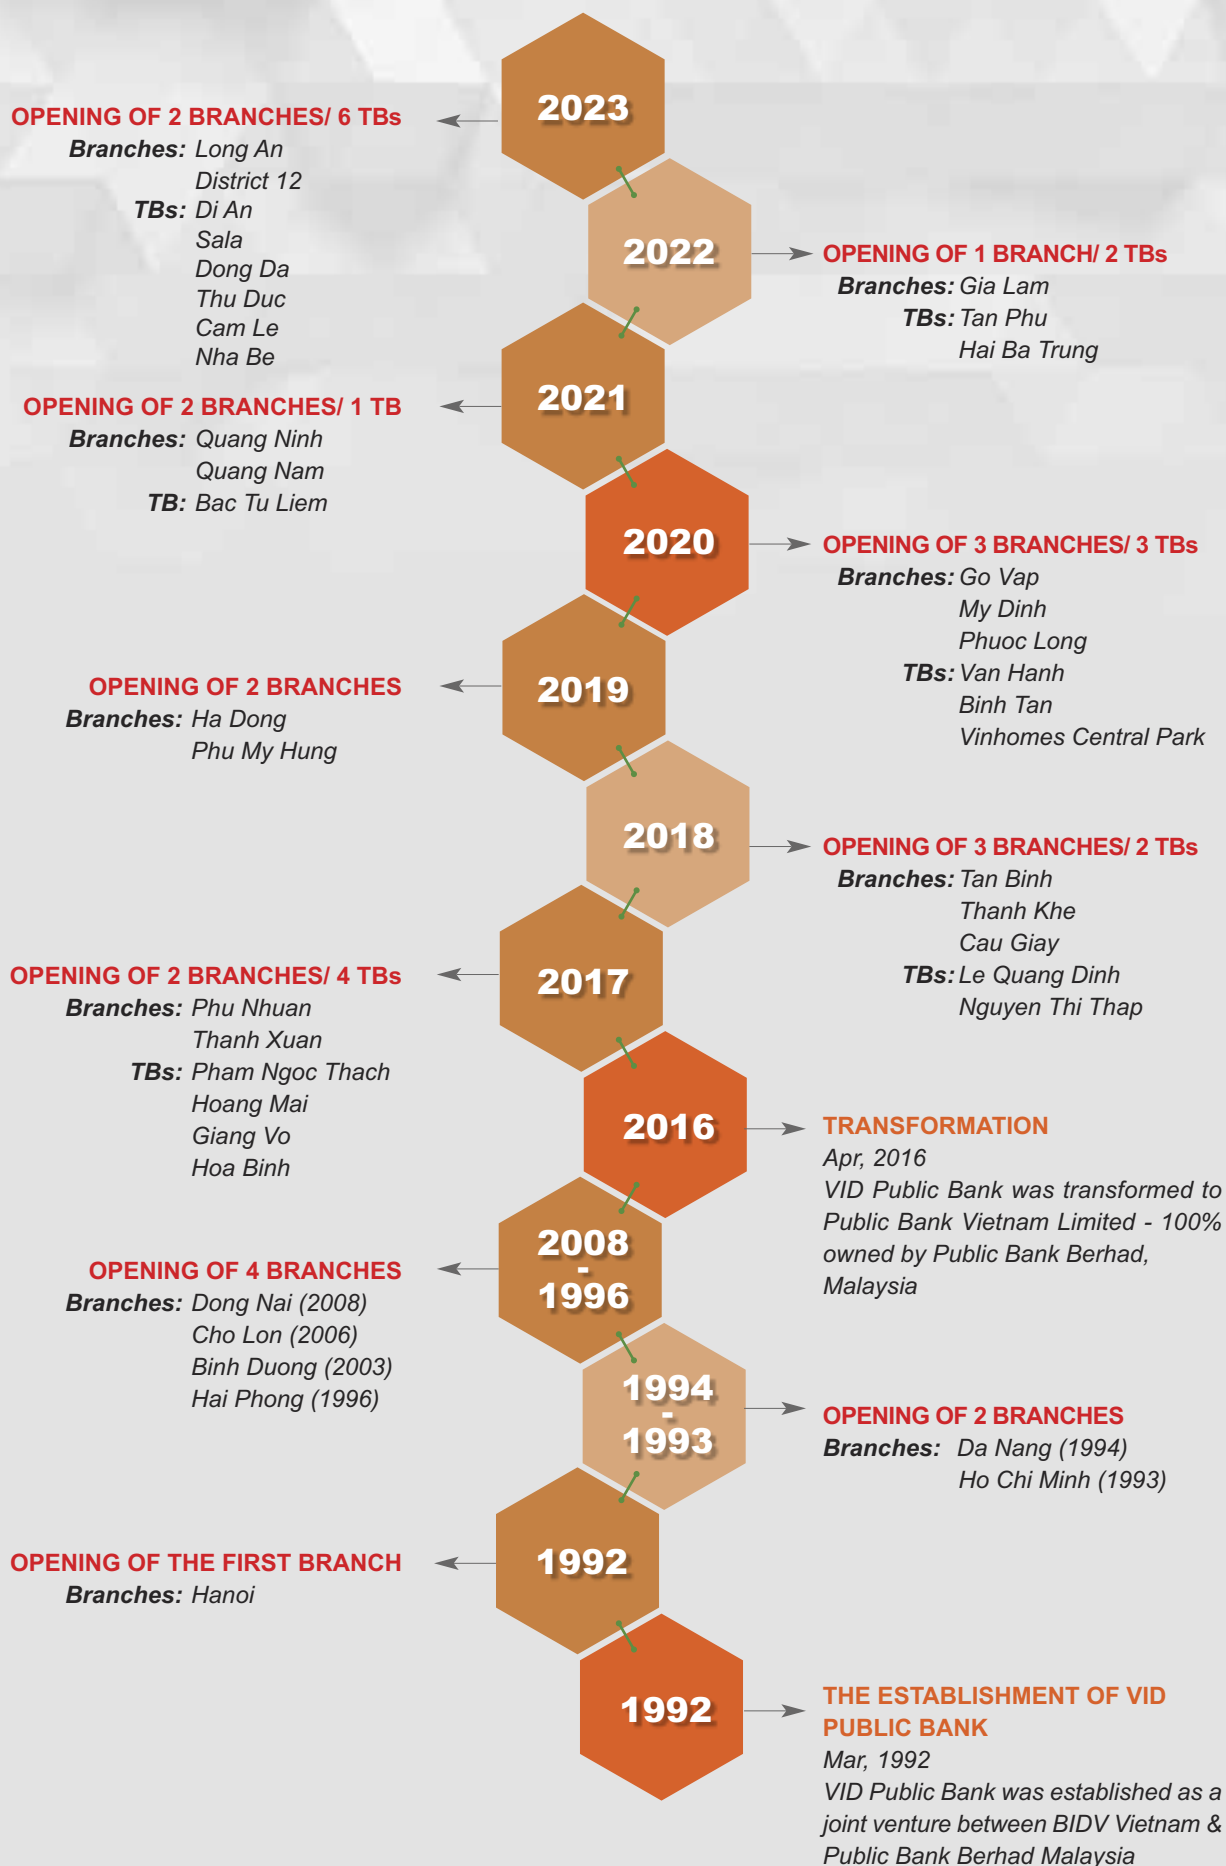 2023
OPENING OF 2 BRANCHES/ 6 TBs
Branches: Long An
District 12
TBs: Di An
Sala
Dong Da
Thu Duc
Cam Le
Nha Be
2022
OPENING OF 1 BRANCH/ 2 TBs
Branches: Gia Lam
TBs: Tan Phu
Hai Ba Trung
2021
OPENING OF 2 BRANCHES/ 1 TB
Branches: Quang Ninh
Quang Nam
TB: Bac Tu Liem
2020
OPENING OF 3 BRANCHES/ 3 TBs
Branches: Go Vap
My Dinh
Phuoc Long
TBs: Van Hanh
Binh Tan
Vinhomes Central Park
2019
OPENING OF 2 BRANCHES
Branches: Ha Dong
Phu My Hung
2018
OPENING OF 3 BRANCHES/ 2 TBs
Branches: Tan Binh
Thanh Khe
Cau Giay
TBs: Le Quang Dinh
Nguyen Thi Thap
2017
OPENING OF 2 BRANCHES/ 4 TBs
Branches: Phu Nhuan
Thanh Xuan
TBs: Pham Ngoc Thach
Hoang Mai
Giang Vo
Hoa Binh
2016
TRANSFORMATION
Apr, 2016
VID Public Bank was transformed to
Public Bank Vietnam Limited - 100%
owned by Public Bank Berhad,
Malaysia
2008
-
1996
OPENING OF 4 BRANCHES
Branches: Dong Nai (2008)
Cho Lon (2006)
Binh Duong (2003)
Hai Phong (1996)
1994
-
1993
OPENING OF 2 BRANCHES
Branches: Da Nang (1994)
Ho Chi Minh (1993)
1992
OPENING OF THE FIRST BRANCH
Branches: Hanoi
1992
THE ESTABLISHMENT OF VID
PUBLIC BANK
Mar, 1992
VID Public Bank was established as a
joint venture between BIDV Vietnam &
Public Bank Berhad Malaysia